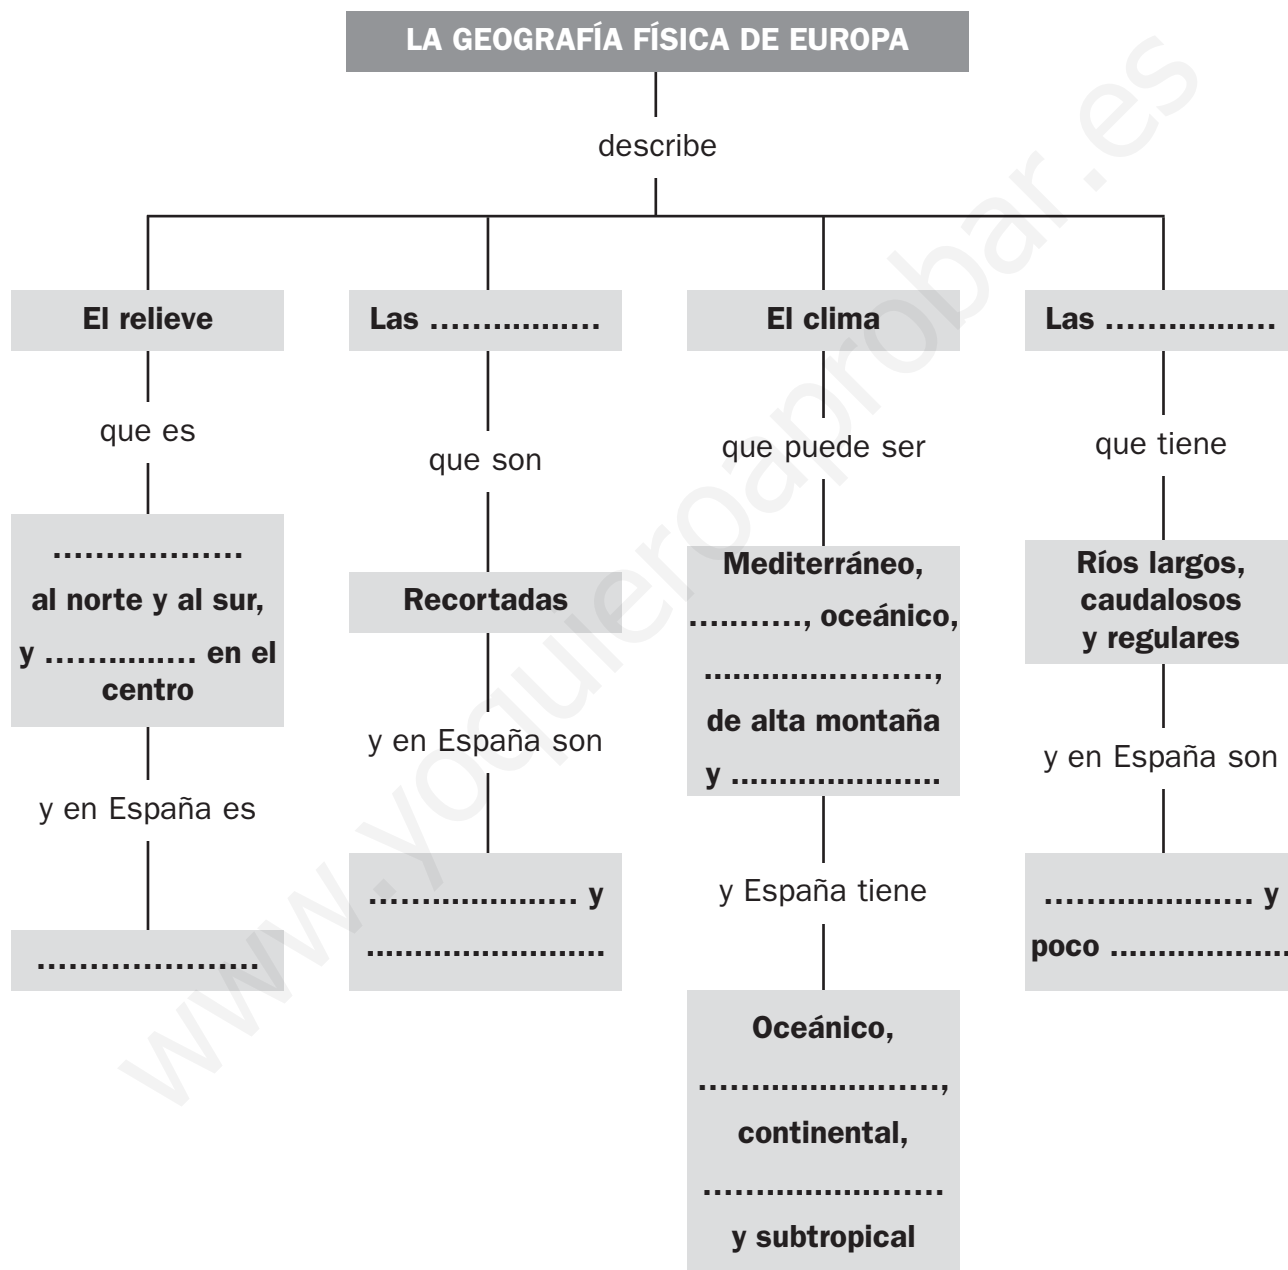 LA GEOGRAFÍA FÍSICA DE EUROPA
describe
El relieve
que es
..................
al norte y al sur,
y ................. en el
centro
y en España es
.....................
Las ...................
que son
Recortadas
y en España son
....................... y
.........................
El clima
que puede ser
Mediterráneo,
..........., oceánico,
.........................,
de alta montaña
y ......................
y España tiene
Oceánico,
.........................,
continental,
.........................
y subtropical
Las ...................
que tiene
Ríos largos,
caudalosos
y regulares
y en España son
....................... y
poco ...................
www.yoquieroaprobar.es